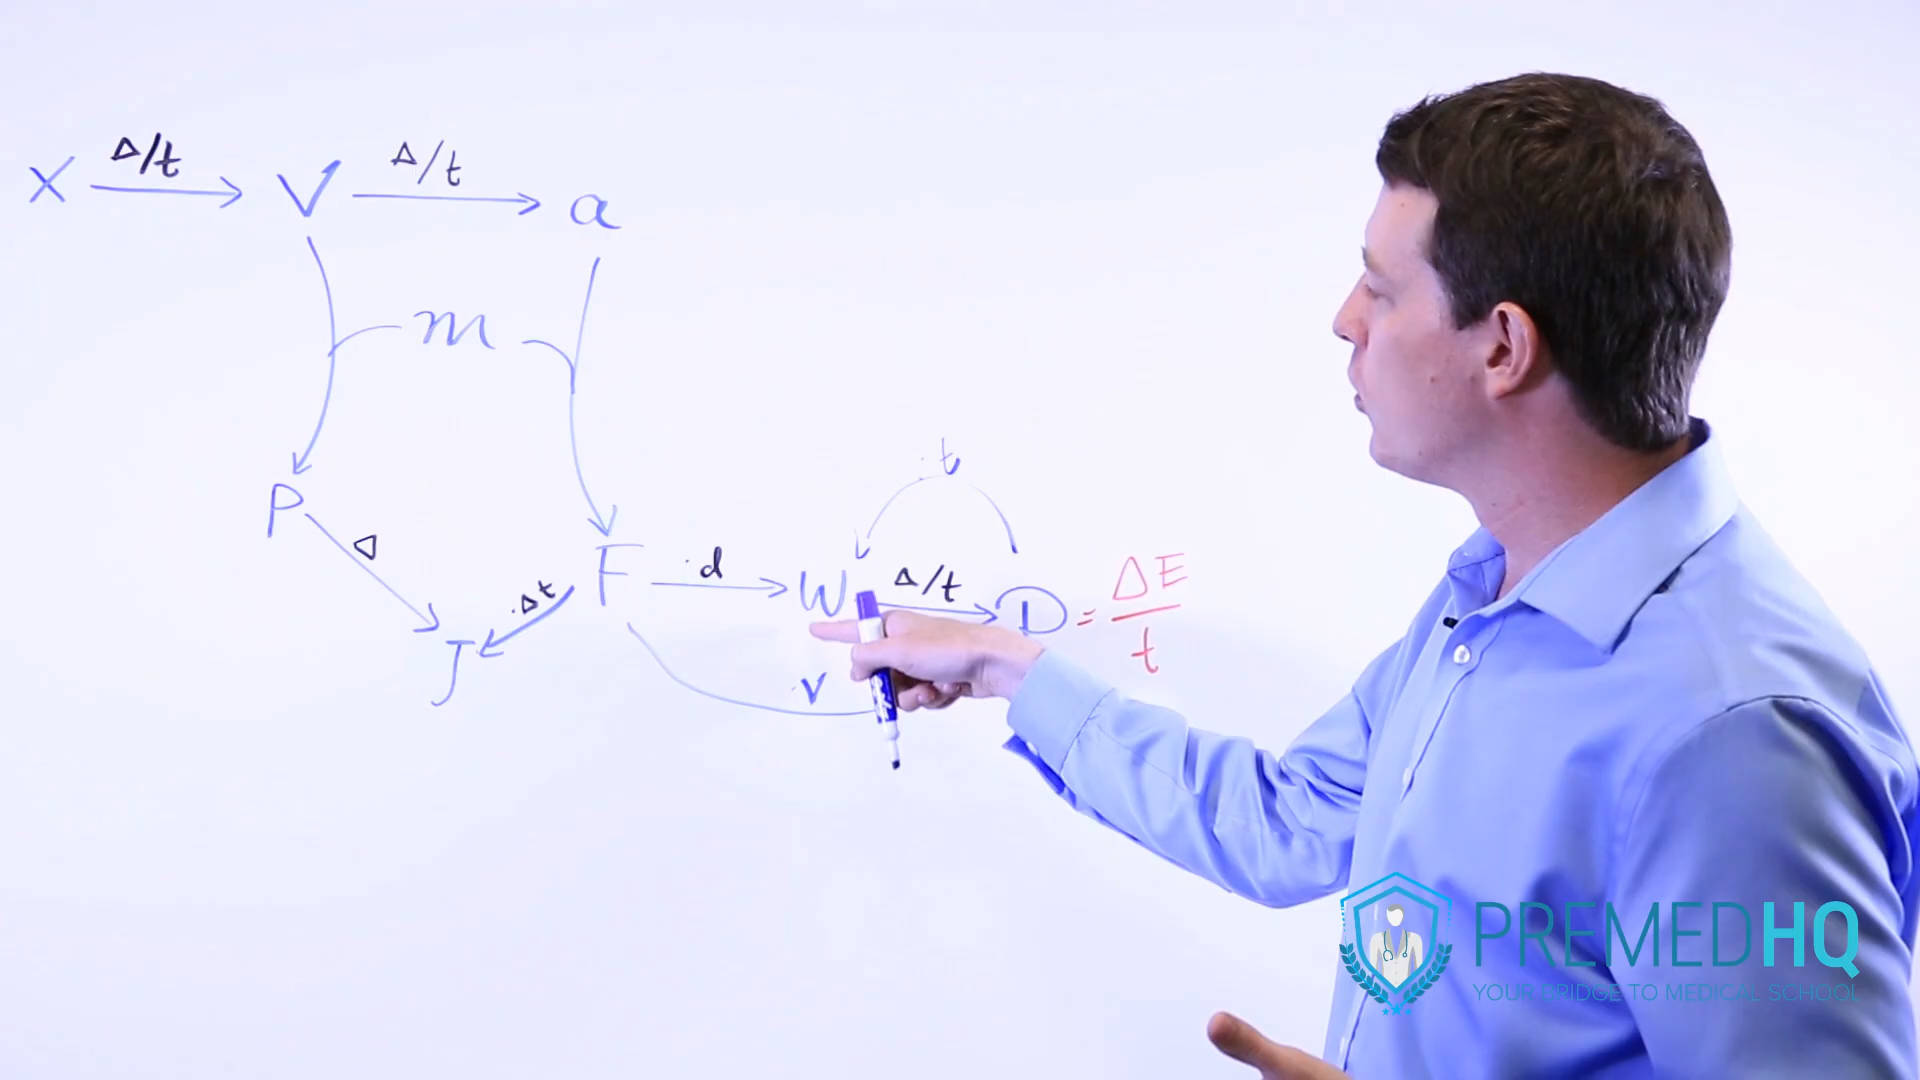 X Δ/t V Δ/t a
m
P Δ J
·Δt
F ·d W Δ/t P = ΔE/t
·t
·v
PREMEDHQ
YOUR BRIDGE TO MEDICAL SCHOOL